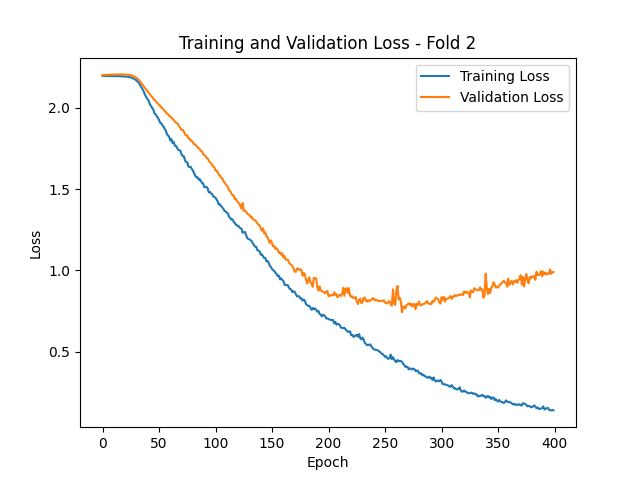 Training and Validation Loss - Fold 2
Training Loss
Validation Loss
Loss
2.0
1.5
1.0
0.5
0 50 100 150 200 250 300 350 400
Epoch